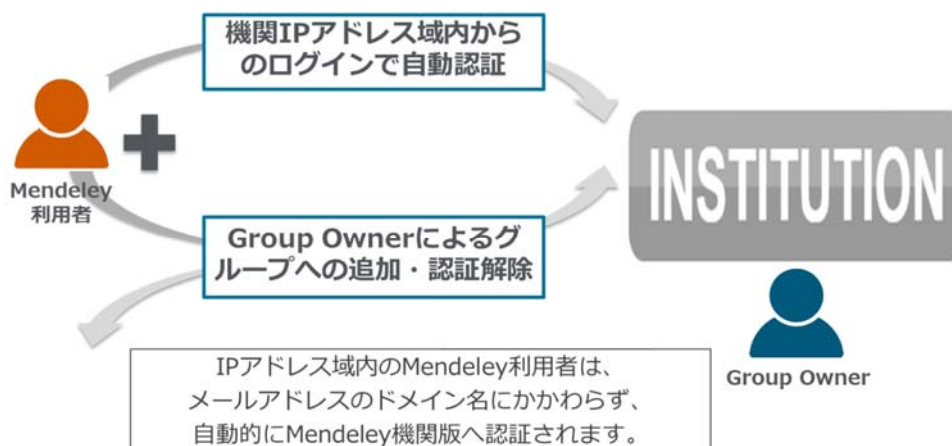 機関IPアドレス域内から
のログインで自動認証
Mendeley
利用者
INSTITUTION
Group Ownerによるグ
ループへの追加・認証解除
Group Owner
IPアドレス域内のMendeley利用者は、
メールアドレスのドメイン名にかかわらず、
自動的にMendeley機関版へ認証されます。